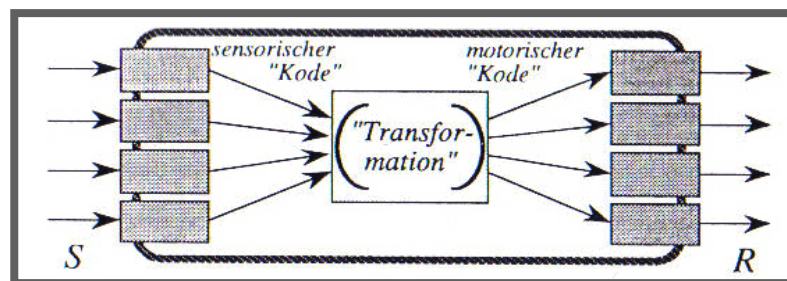 sensorischer
"Kode"
motorischer
"Kode"
("Transfor-
mation")
S
R